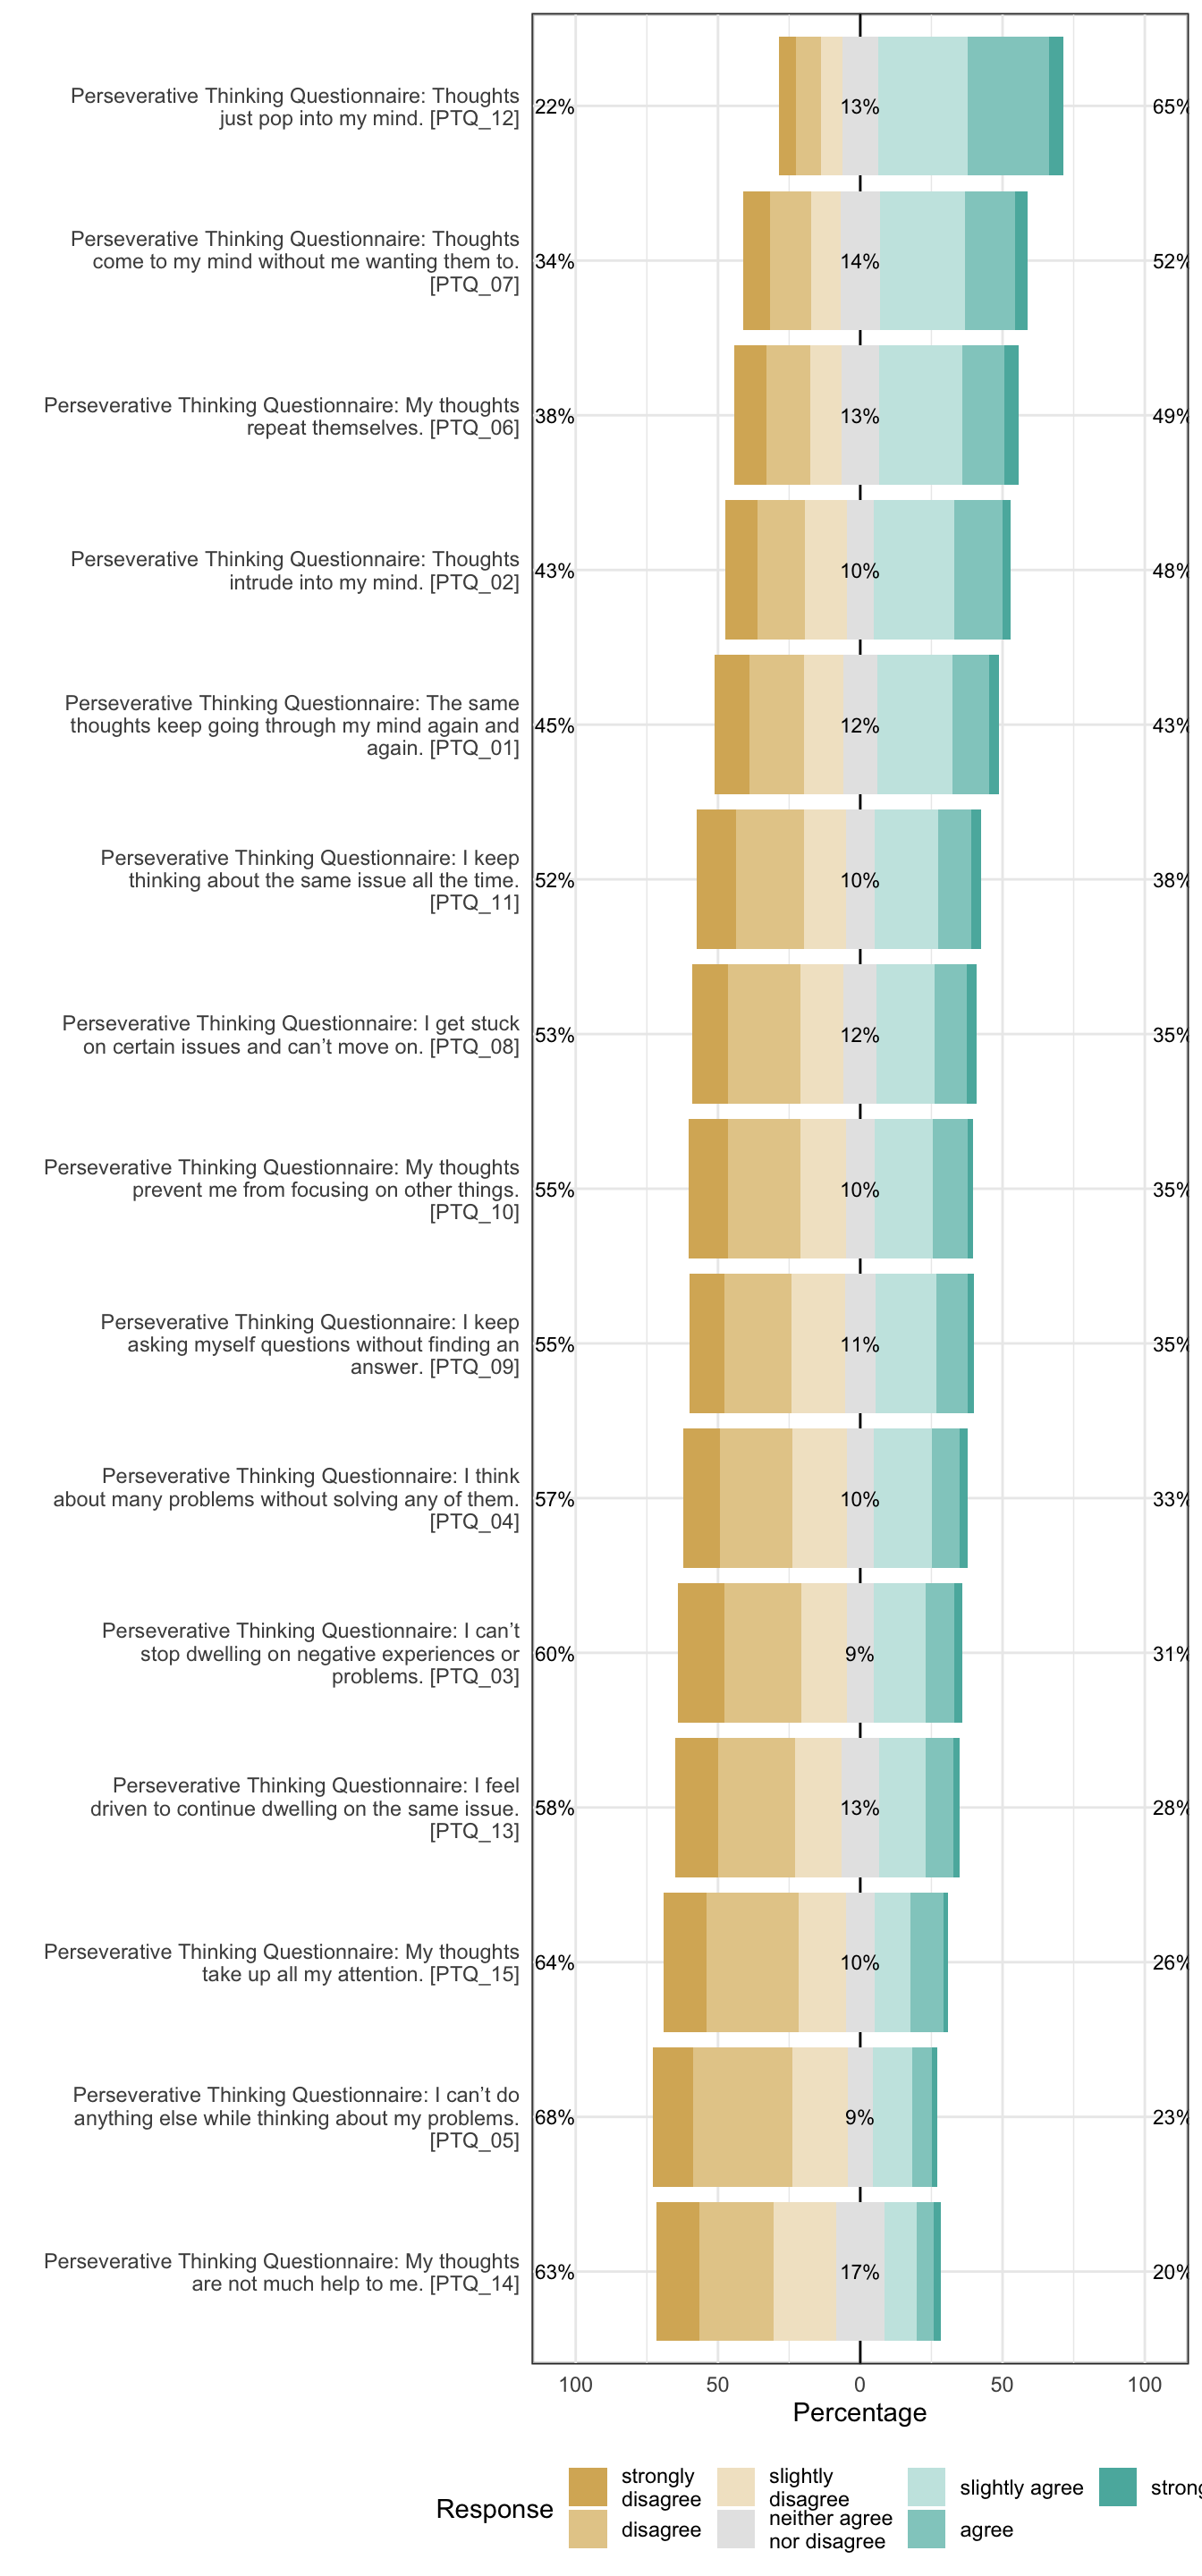 Perseverative Thinking Questionnaire: Thoughts
just pop into my mind. [PTQ_12]
22%
13%
65%
Perseverative Thinking Questionnaire: Thoughts
come to my mind without me wanting them to.
[PTQ_07]
34%
14%
52%
Perseverative Thinking Questionnaire: My thoughts
repeat themselves. [PTQ_06]
38%
13%
49%
Perseverative Thinking Questionnaire: Thoughts
intrude into my mind. [PTQ_02]
43%
10%
48%
Perseverative Thinking Questionnaire: The same
thoughts keep going through my mind again and
again. [PTQ_01]
45%
12%
43%
Perseverative Thinking Questionnaire: I keep
thinking about the same issue all the time.
[PTQ_11]
52%
10%
38%
Perseverative Thinking Questionnaire: I get stuck
on certain issues and can’t move on. [PTQ_08]
53%
12%
35%
Perseverative Thinking Questionnaire: My thoughts
prevent me from focusing on other things.
[PTQ_10]
55%
10%
35%
Perseverative Thinking Questionnaire: I keep
asking myself questions without finding an
answer. [PTQ_09]
55%
11%
35%
Perseverative Thinking Questionnaire: I think
about many problems without solving any of them.
[PTQ_04]
57%
10%
33%
Perseverative Thinking Questionnaire: I can’t
stop dwelling on negative experiences or
problems. [PTQ_03]
60%
9%
31%
Perseverative Thinking Questionnaire: I feel
driven to continue dwelling on the same issue.
[PTQ_13]
58%
13%
28%
Perseverative Thinking Questionnaire: My thoughts
take up all my attention. [PTQ_15]
64%
10%
26%
Perseverative Thinking Questionnaire: I can’t do
anything else while thinking about my problems.
[PTQ_05]
68%
9%
23%
Perseverative Thinking Questionnaire: My thoughts
are not much help to me. [PTQ_14]
63%
17%
20%
100 50 0 50 100
Percentage
Response
strongly
disagree
disagree
slightly
disagree
neither agree
nor disagree
slightly agree
agree
strong